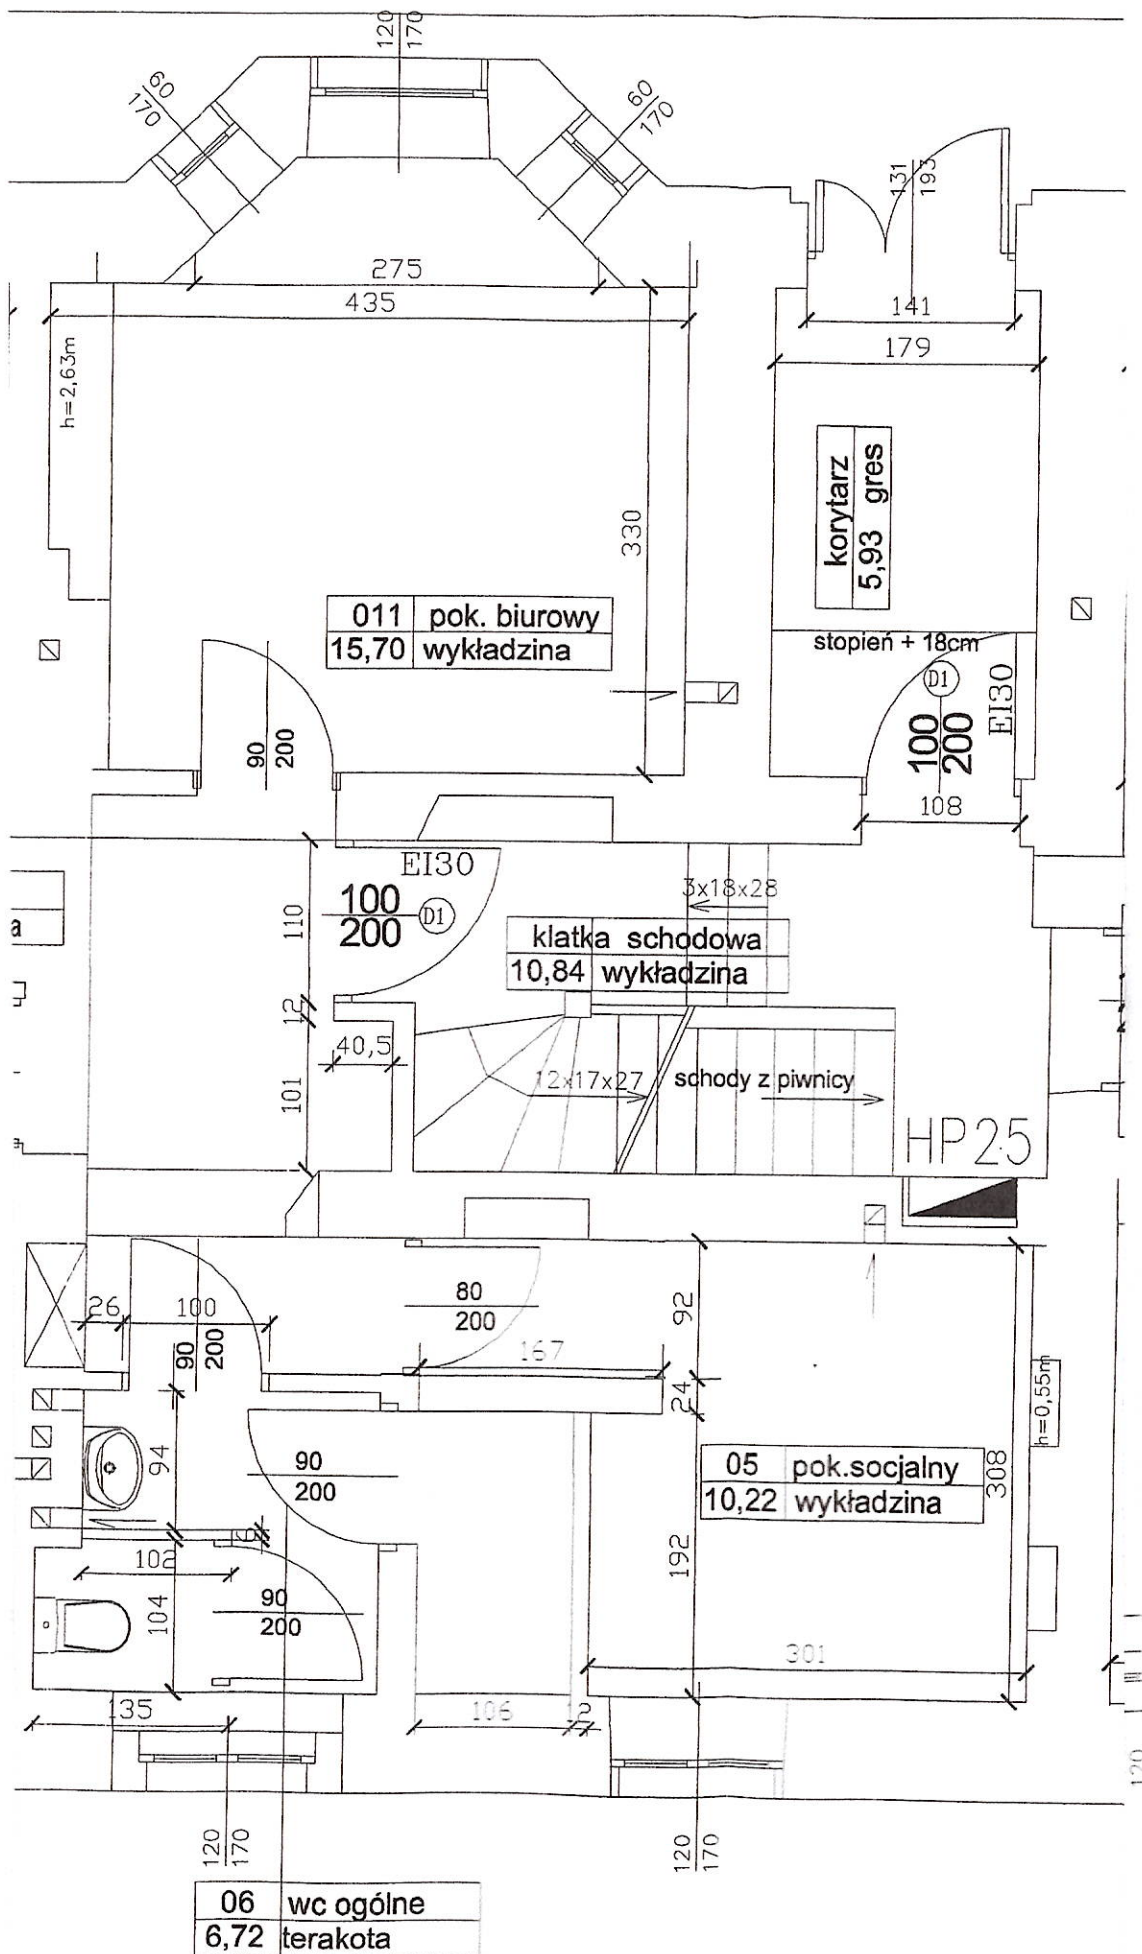 120
170
60
170
60
170
131
193
275
435
141
179
h=2,63m
330
korytarz
5,93 gres
011 pok. biurowy
15,70 wykładzina
stopień + 18cm
D1
EI30
100
200
90
200
108
EI30
100
200
D1
3x18x28
110
klatka schodowa
10,84 wykładzina
a
12
40,5
12x17x27
schody z piwnicy
101
HP25
26
100
90
200
80
200
92
167
24
h=0,55m
94
90
200
05 pok.socjalny
10,22 wykładzina
308
102
192
104
90
200
301
135
106
12
120
170
120
170
120
06 wc ogólne
6,72 terakota